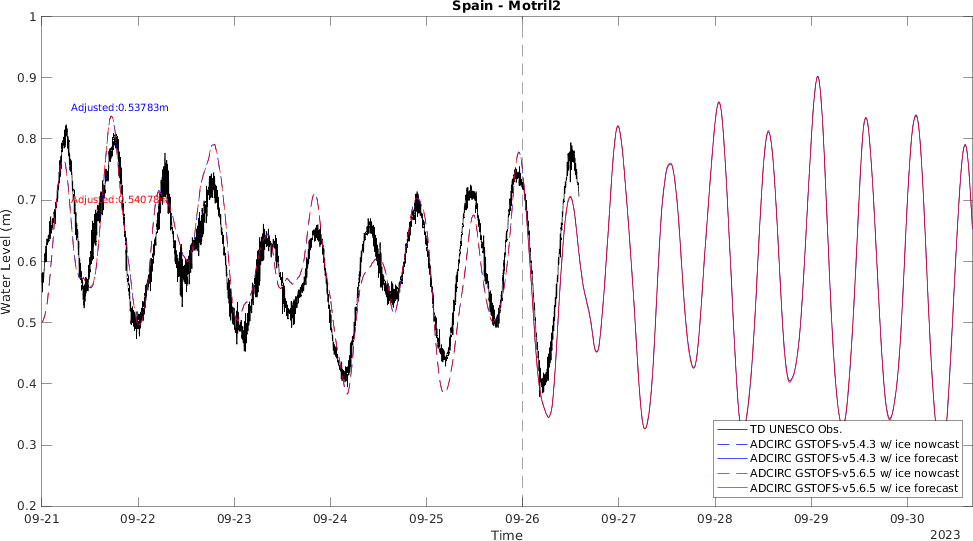 Spain - Motril2
1
0.9
0.8
0.7
0.6
0.5
0.4
0.3
0.2
Water Level (m)
Adjusted:0.53783m
Adjusted:0.54078m
TD UNESCO Obs.
ADCIRC GSTOFS-v5.4.3 w/ ice nowcast
ADCIRC GSTOFS-v5.4.3 w/ ice forecast
ADCIRC GSTOFS-v5.6.5 w/ ice nowcast
ADCIRC GSTOFS-v5.6.5 w/ ice forecast
09-21 09-22 09-23 09-24 09-25 09-26 09-27 09-28 09-29 09-30
Time
2023